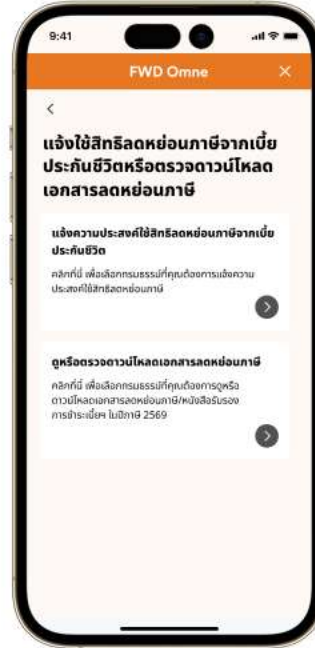 9:41
FWD Omne
แจ้งใช้สิทธิลดหย่อนภาษีจากเบี้ย
ประกันชีวิตหรือตรวจดาวน์โหลด
เอกสารลดหย่อนภาษี
แจ้งความประสงค์ใช้สิทธิลดหย่อนภาษีจากเบี้ย
ประกันชีวิต
คลิกที่นี่ เพื่อเลือกกรมธรรม์ที่คุณต้องการแจ้งความ
ประสงค์ใช้สิทธิลดหย่อนภาษี
ดูหรือตรวจดาวน์โหลดเอกสารลดหย่อนภาษี
คลิกที่นี่ เพื่อเลือกกรมธรรม์ที่คุณต้องการดูหรือ
ดาวน์โหลดเอกสารลดหย่อนภาษี/หนังสือรับรอง
การชำระเบี้ยฯ ในปีภาษี 2569